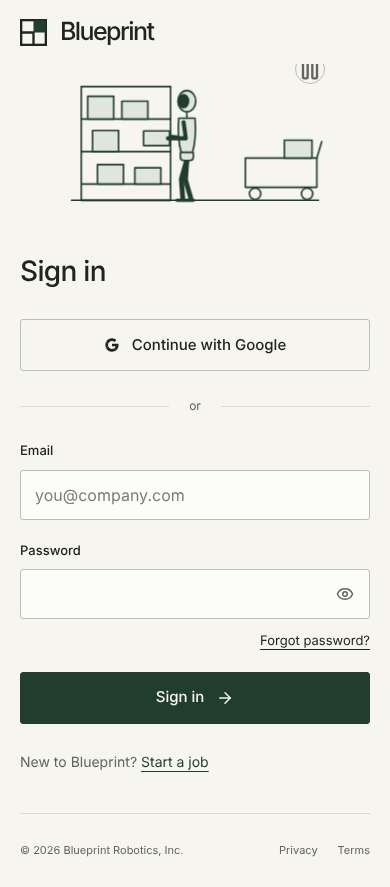 Blueprint
Sign in
G Continue with Google
or
Email
you@company.com
Password
Forgot password?
Sign in →
New to Blueprint? Start a job
© 2026 Blueprint Robotics, Inc. Privacy Terms